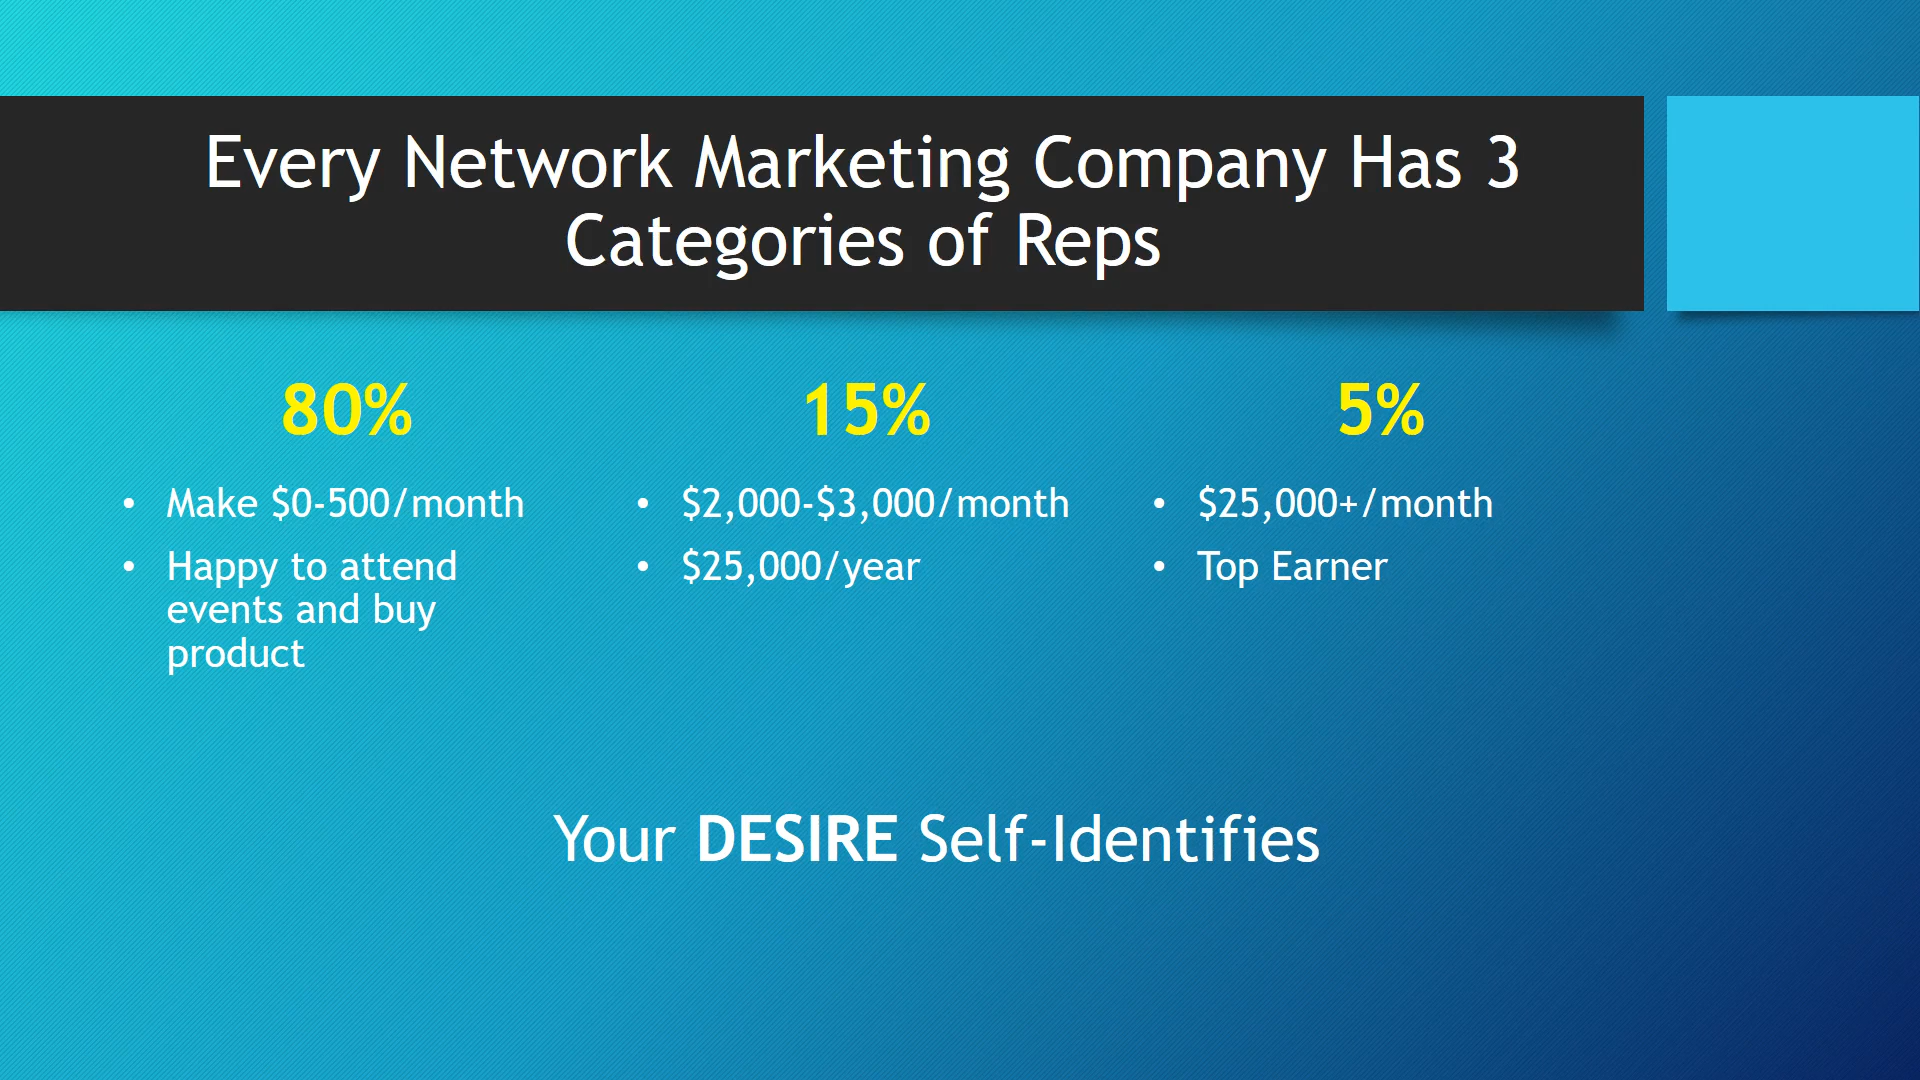 Every Network Marketing Company Has 3
Categories of Reps
80%
• Make $0-500/month
• Happy to attend
events and buy
product
15%
• $2,000-$3,000/month
• $25,000/year
5%
• $25,000+/month
• Top Earner
Your DESIRE Self-Identifies